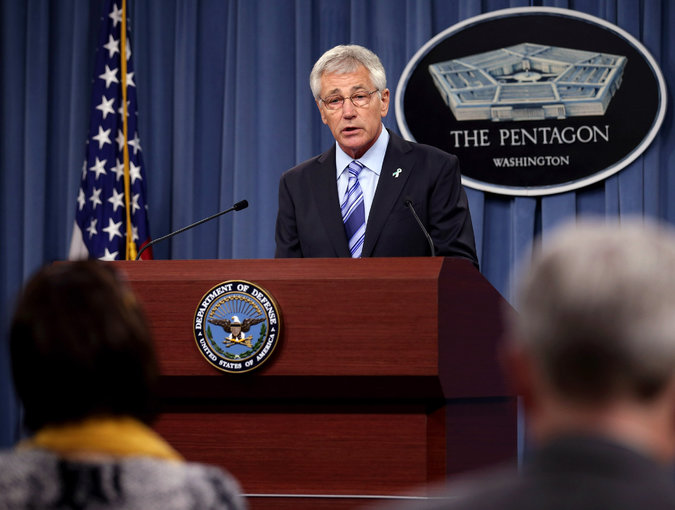 THE PENTAGON
WASHINGTON
DEPARTMENT OF DEFENSE
UNITED STATES OF AMERICA